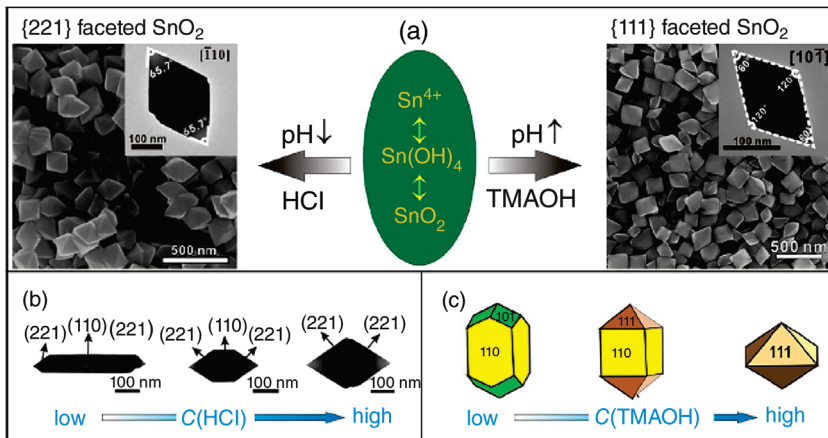 {221} faceted SnO₂
(a)
{111} faceted SnO₂
[1̄10]
65.7°
65.7°
100 nm
500 nm
pH↓
HCl
Sn⁴⁺
Sn(OH)₄
SnO₂
pH↑
TMAOH
[101̄]
60°
120°
120°
60°
100 nm
500 nm
(b)
(221) (110) (221)
(221) (110) (221)
(221) (221)
100 nm
100 nm
100 nm
low C(HCl) high
(c)
101
110
111
110
111
low C(TMAOH) high